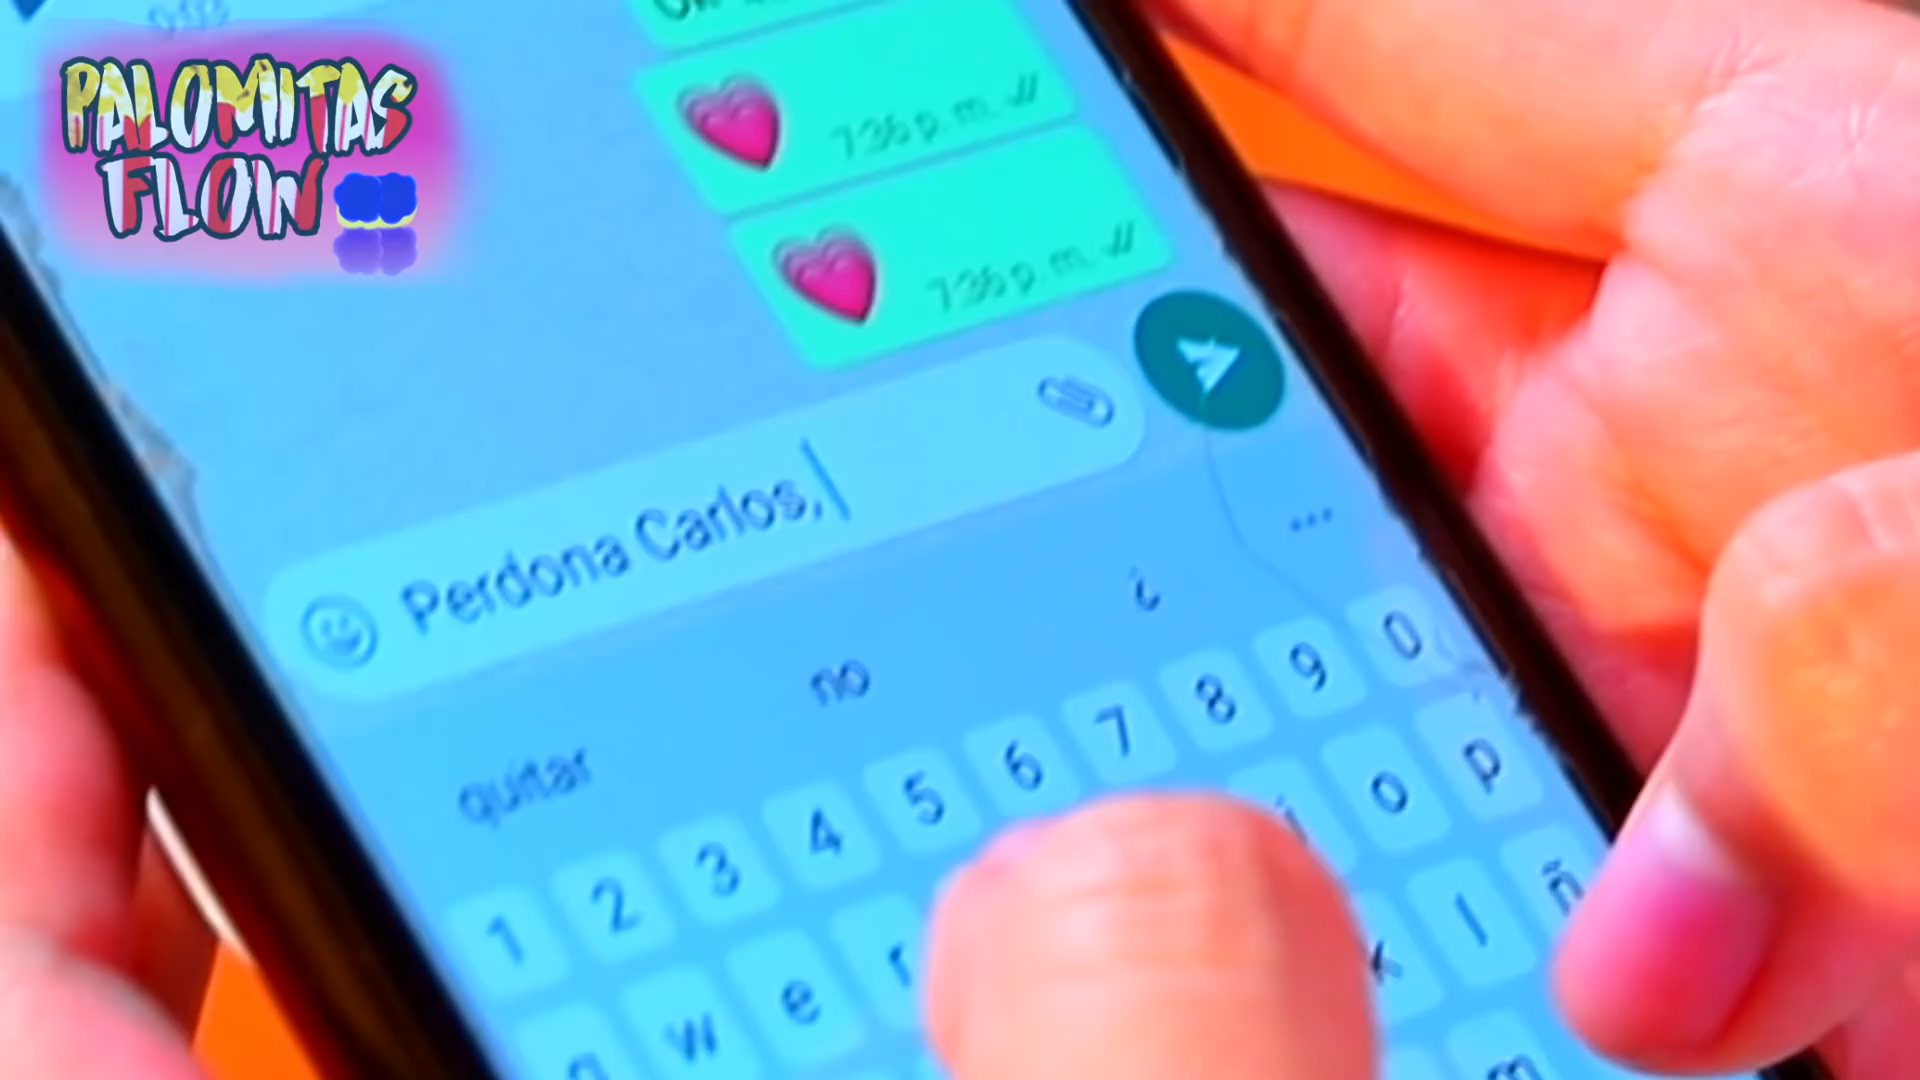 PALOMITAS
FLOW
7:36 p. m.
7:36 p. m.
Perdona Carlos,
quitar no ¿ ...
1 2 3 4 5 6 7 8 9 0
w e r i o p
k l ñ
m